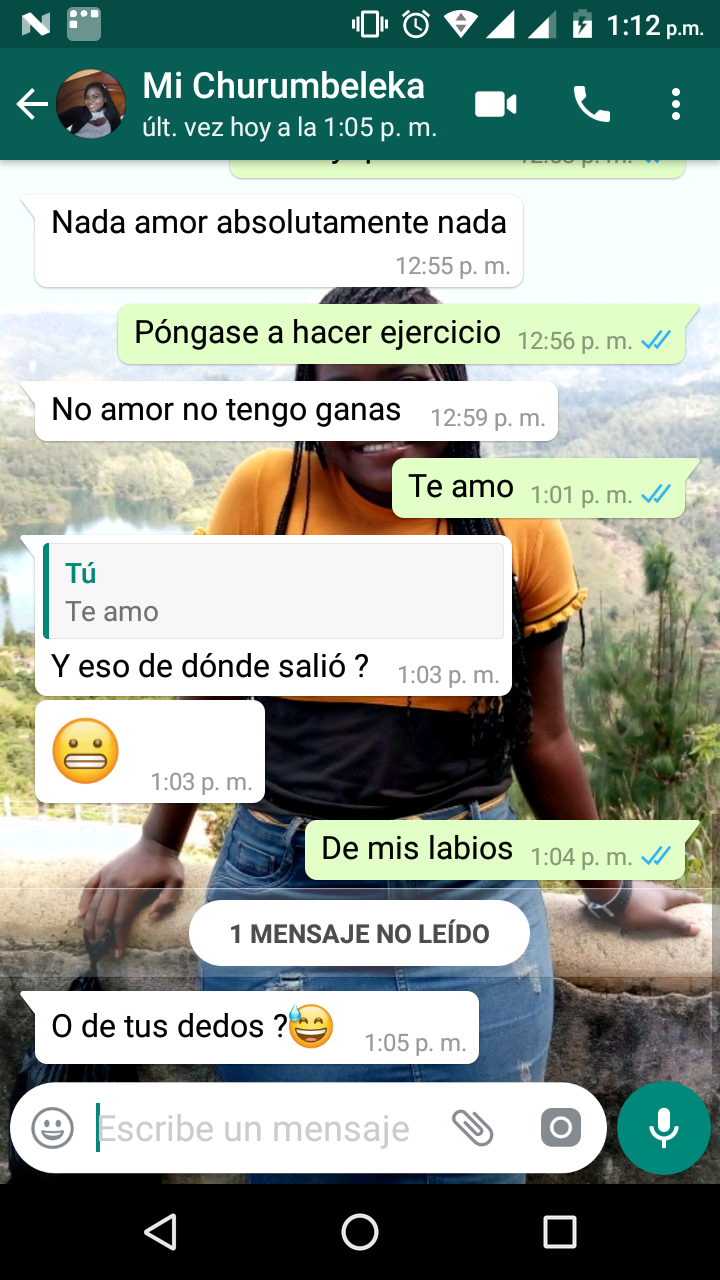 1:12 p.m.
Mi Churumbeleka
últ. vez hoy a la 1:05 p. m.
Nada amor absolutamente nada
12:55 p. m.
Póngase a hacer ejercicio 12:56 p. m.
No amor no tengo ganas 12:59 p. m.
Te amo 1:01 p. m.
Tú
Te amo
Y eso de dónde salió ? 1:03 p. m.
😬 1:03 p. m.
De mis labios 1:04 p. m.
1 MENSAJE NO LEÍDO
O de tus dedos ?😅 1:05 p. m.
Escribe un mensaje